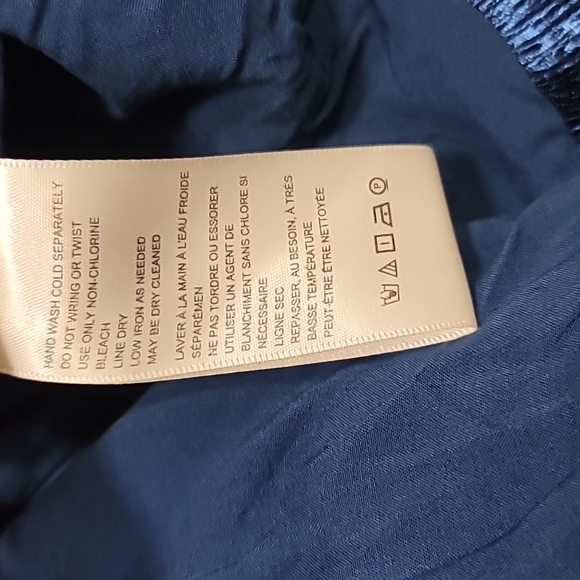 HAND WASH COLD SEPARATELY
DO NOT WRING OR TWIST
USE ONLY NON-CHLORINE
BLEACH
LINE DRY
LOW IRON AS NEEDED
MAY BE DRY CLEANED
LAVER À LA MAIN À L'EAU FROIDE
SÉPARÉMEN
NE PAS TORDRE OU ESSORER
UTILISER UN AGENT DE
BLANCHIMENT SANS CHLORE SI
NÉCESSAIRE
LIGNE SEC
REPASSER, AU BESOIN, À TRÈS
BASSE TEMPÉRATURE
PEUT-ÊTRE ÊTRE NETTOYÉE
P